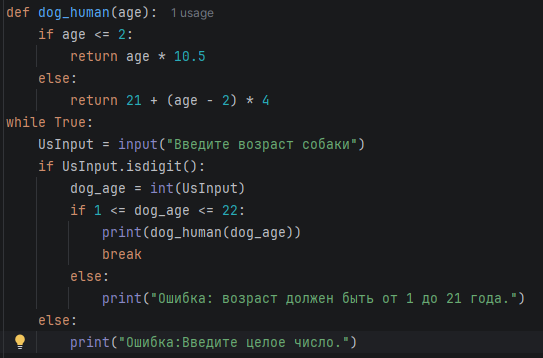 def dog_human(age): 1 usage
    if age <= 2:
        return age * 10.5
    else:
        return 21 + (age - 2) * 4
while True:
    UsInput = input("Введите возраст собаки")
    if UsInput.isdigit():
        dog_age = int(UsInput)
        if 1 <= dog_age <= 22:
            print(dog_human(dog_age))
            break
        else:
            print("Ошибка: возраст должен быть от 1 до 21 года.")
    else:
        print("Ошибка:Введите целое число.")